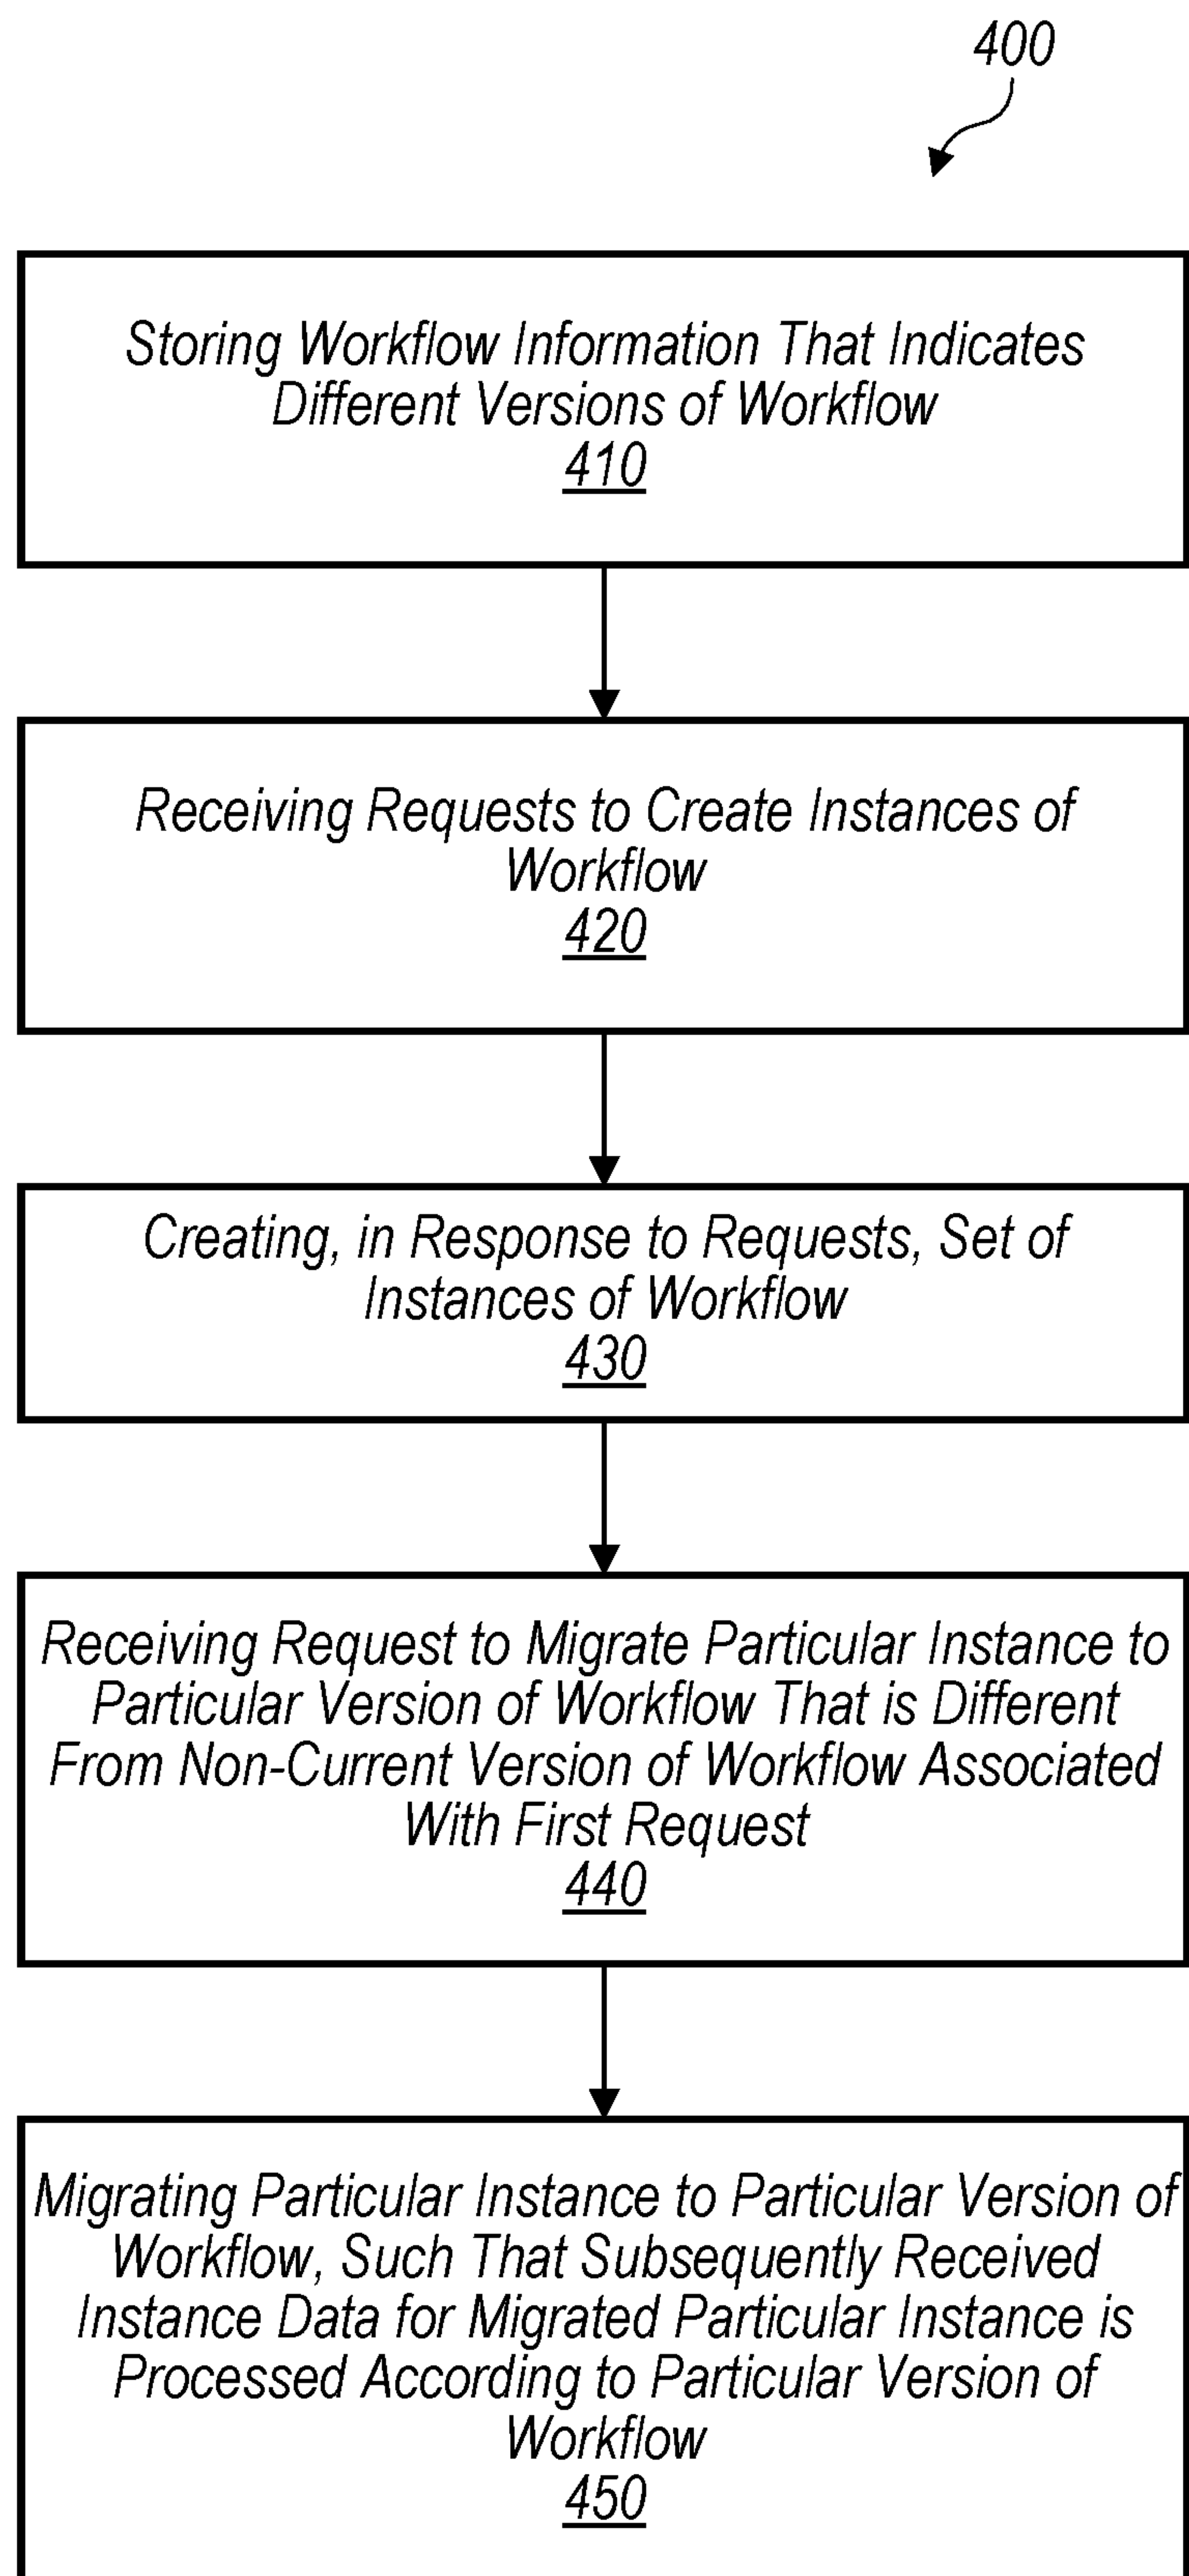 400
Storing Workflow Information That Indicates
Different Versions of Workflow
410
Receiving Requests to Create Instances of
Workflow
420
Creating, in Response to Requests, Set of
Instances of Workflow
430
Receiving Request to Migrate Particular Instance to
Particular Version of Workflow That is Different
From Non-Current Version of Workflow Associated
With First Request
440
Migrating Particular Instance to Particular Version of
Workflow, Such That Subsequently Received
Instance Data for Migrated Particular Instance is
Processed According to Particular Version of
Workflow
450